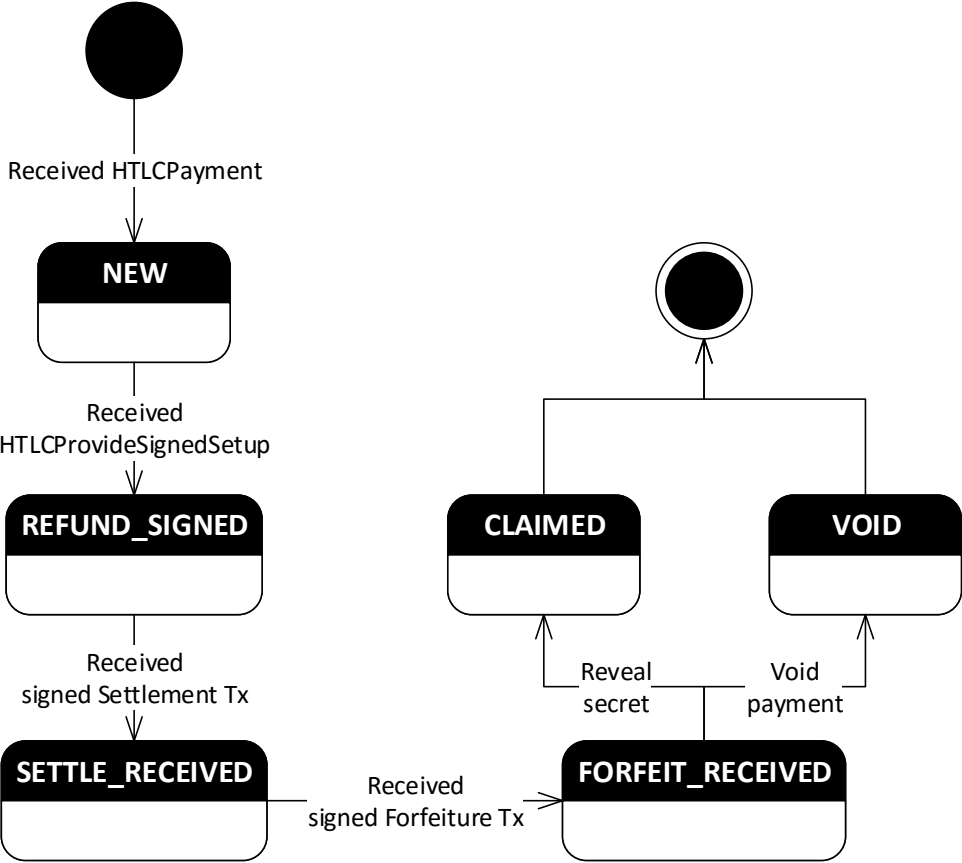 Received HTLCPayment
NEW
Received
HTLCProvideSignedSetup
REFUND_SIGNED
Received
signed Settlement Tx
SETTLE_RECEIVED
Received
signed Forfeiture Tx
FORFEIT_RECEIVED
Reveal
secret
Void
payment
CLAIMED
VOID